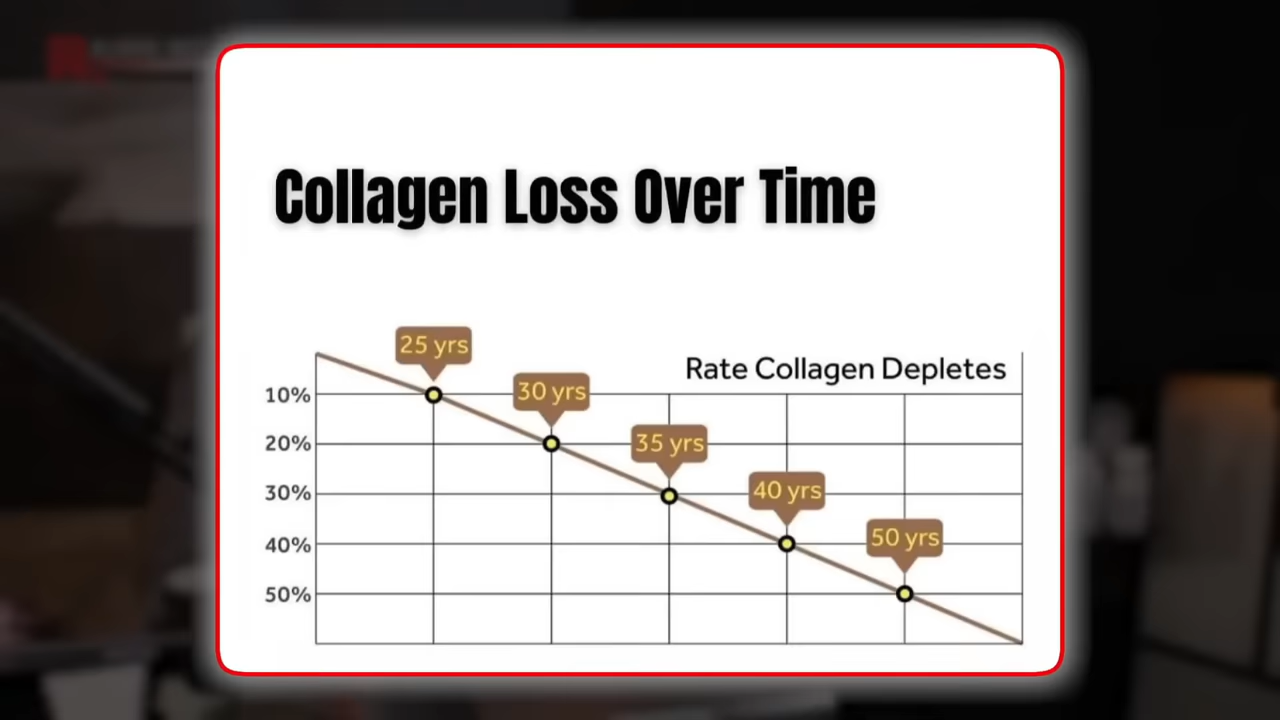 Collagen Loss Over Time
Rate Collagen Depletes
25 yrs
30 yrs
35 yrs
40 yrs
50 yrs
10%
20%
30%
40%
50%